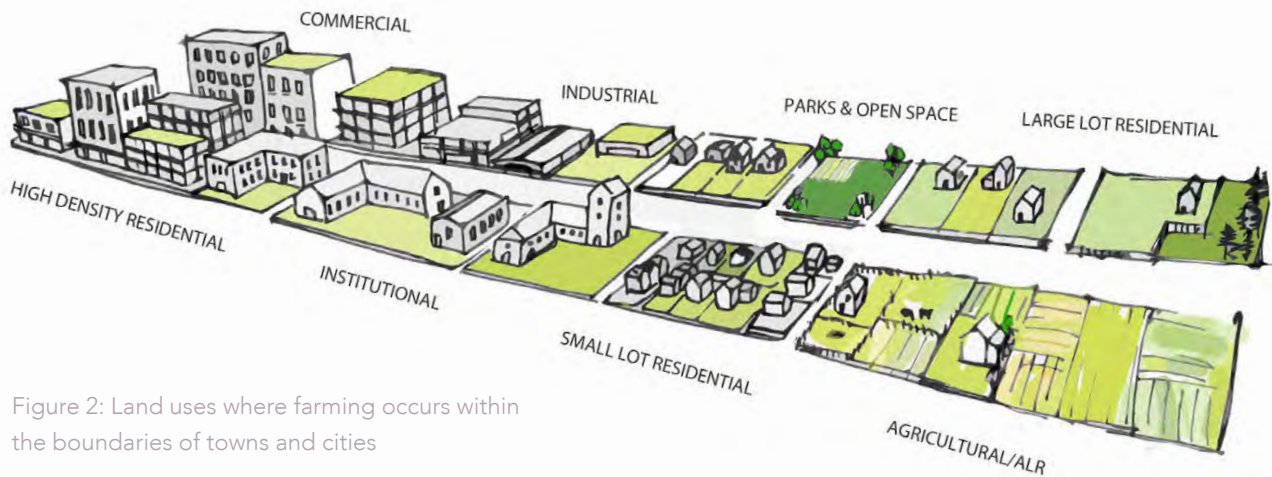 COMMERCIAL
INDUSTRIAL
PARKS & OPEN SPACE
LARGE LOT RESIDENTIAL
HIGH DENSITY RESIDENTIAL
INSTITUTIONAL
SMALL LOT RESIDENTIAL
AGRICULTURAL/ALR
Figure 2: Land uses where farming occurs within
the boundaries of towns and cities